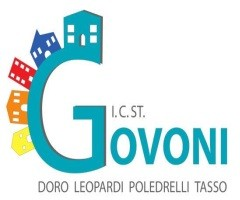 I.C. ST.
GOVONI
DORO LEOPARDI POLEDRELLI TASSO